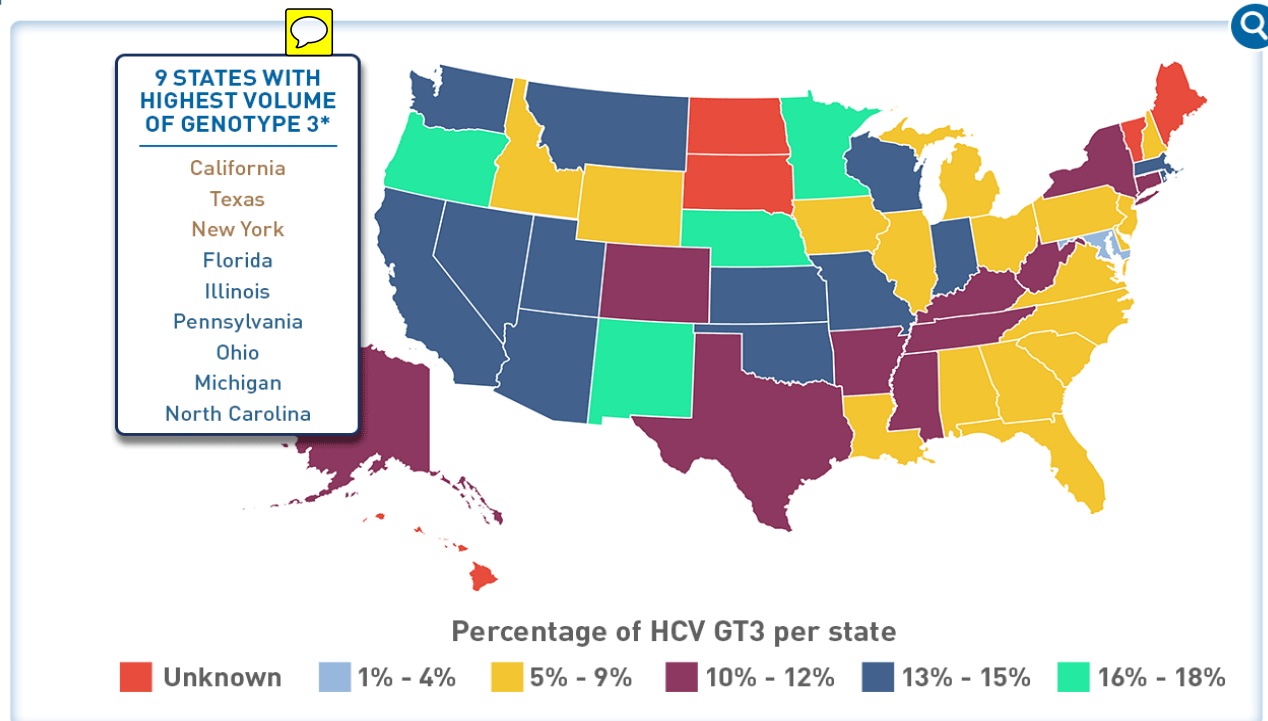 9 STATES WITH
HIGHEST VOLUME
OF GENOTYPE 3*
California
Texas
New York
Florida
Illinois
Pennsylvania
Ohio
Michigan
North Carolina
Percentage of HCV GT3 per state
Unknown 1% - 4% 5% - 9% 10% - 12% 13% - 15% 16% - 18%